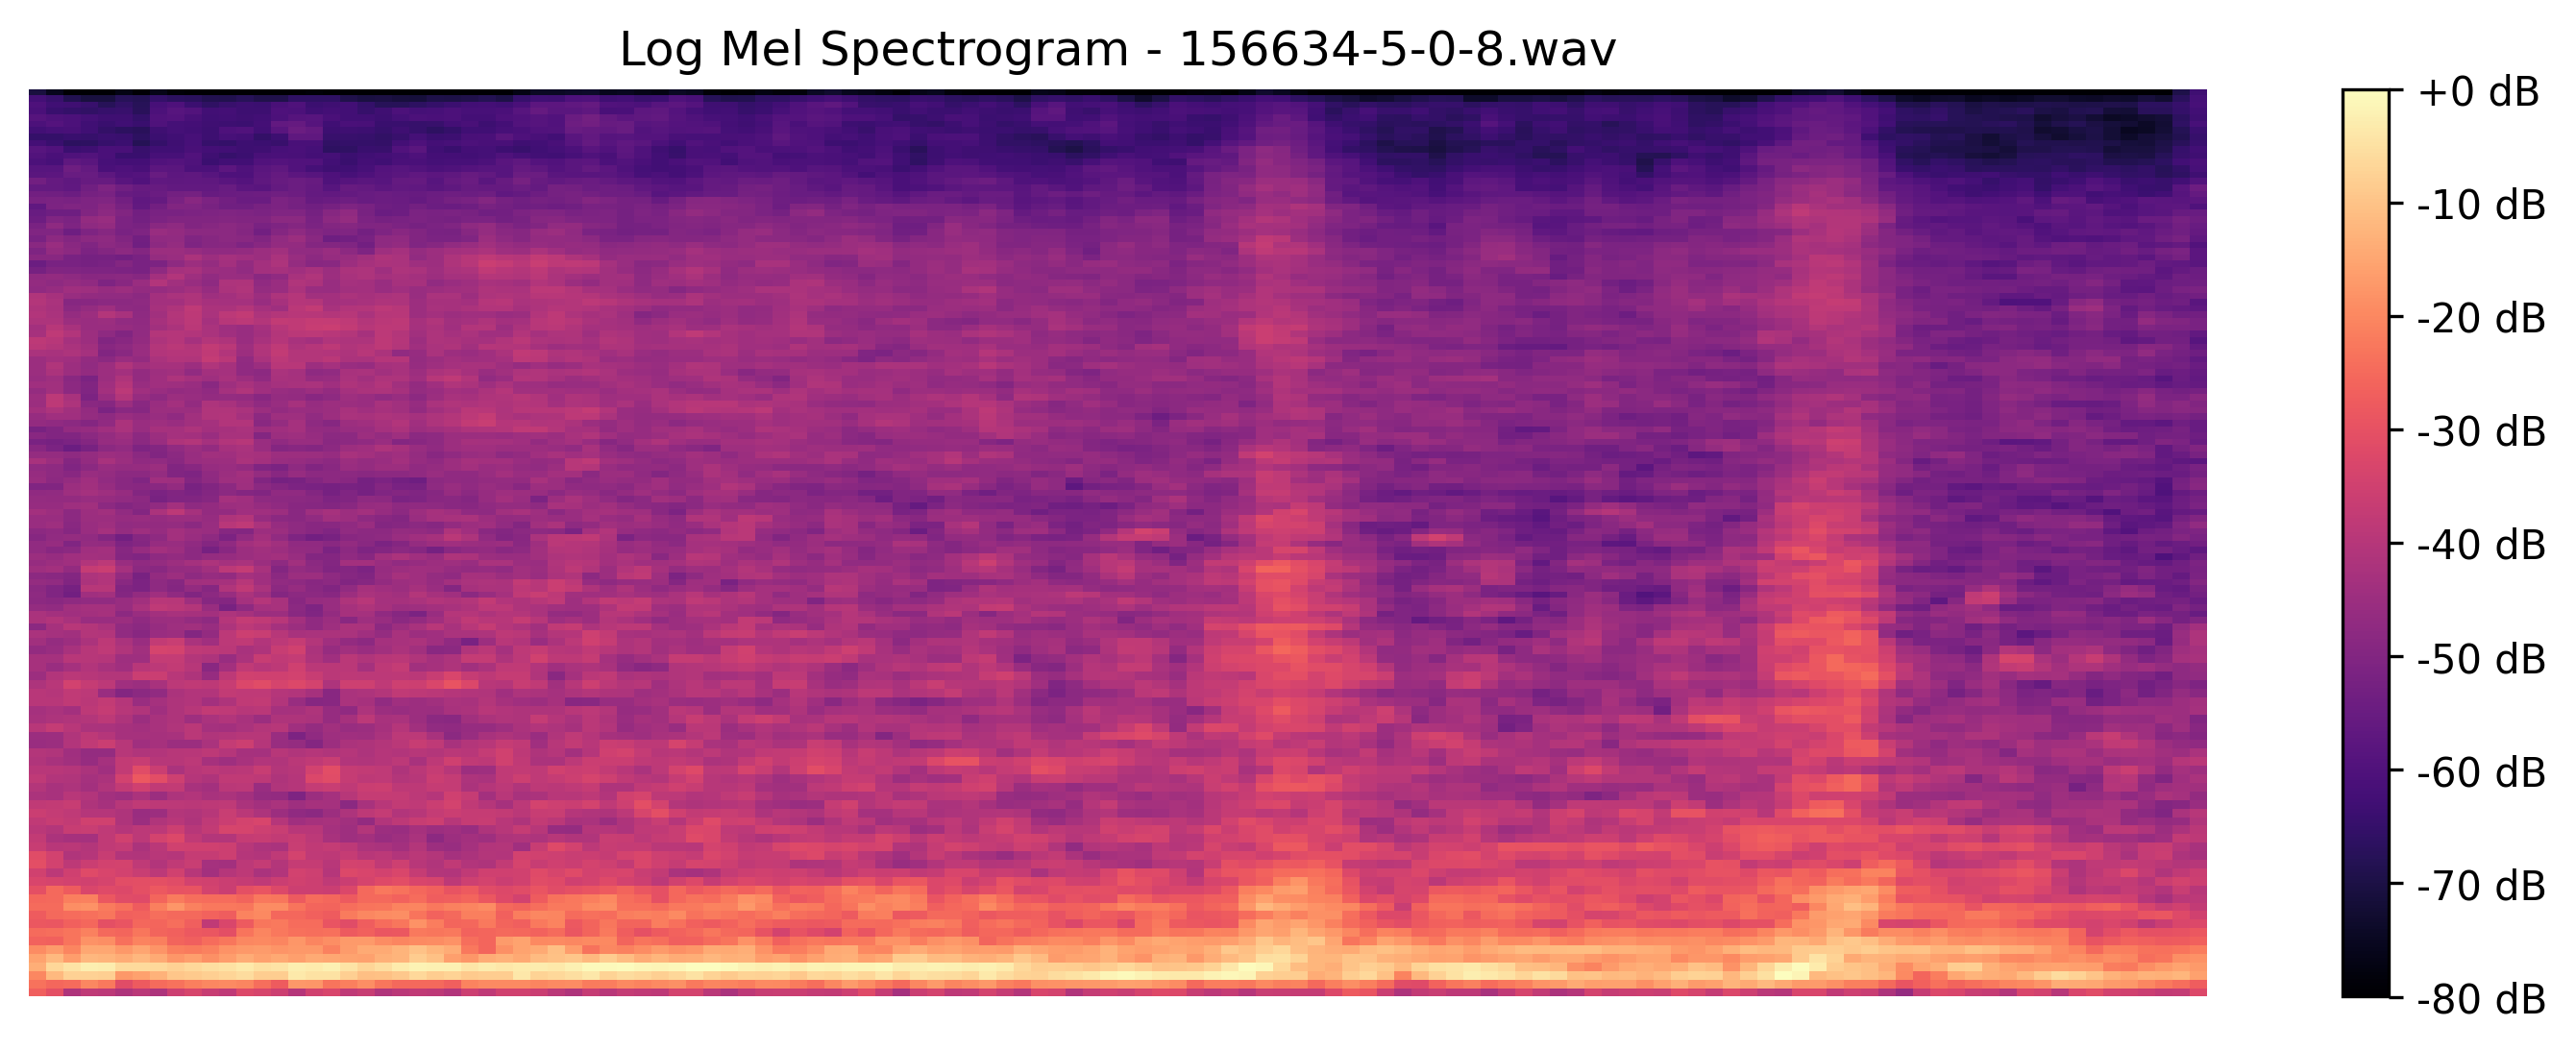 Log Mel Spectrogram - 156634-5-0-8.wav
+0 dB
-10 dB
-20 dB
-30 dB
-40 dB
-50 dB
-60 dB
-70 dB
-80 dB